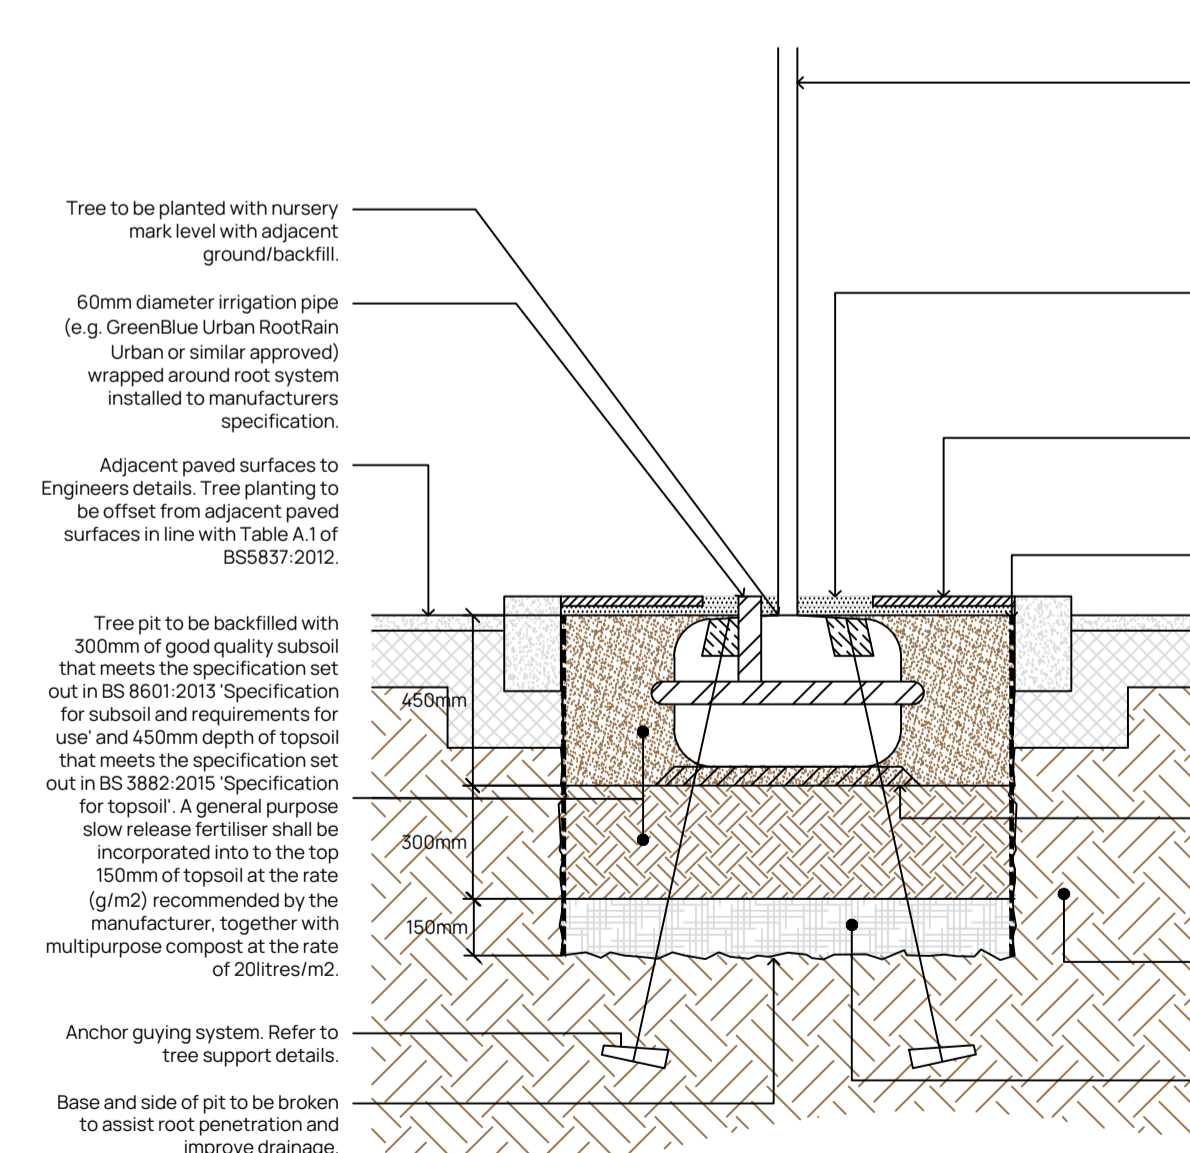 Tree to be planted with nursery
mark level with adjacent
ground/backfill.
60mm diameter irrigation pipe
(e.g. GreenBlue Urban RootRain
Urban or similar approved)
wrapped around root system
installed to manufacturers
specification.
Adjacent paved surfaces to
Engineers details. Tree planting to
be offset from adjacent paved
surfaces in line with Table A.1 of
BS5837:2012.
Tree pit to be backfilled with
300mm of good quality subsoil
that meets the specification set
out in BS 8601:2013 'Specification
for subsoil and requirements for
use' and 450mm depth of topsoil
that meets the specification set
out in BS 3882:2015 'Specification
for topsoil'. A general purpose
slow release fertiliser shall be
incorporated into to the top
150mm of topsoil at the rate
(g/m2) recommended by the
manufacturer, together with
multipurpose compost at the rate
of 20litres/m2.
Anchor guying system. Refer to
tree support details.
Base and side of pit to be broken
to assist root penetration and
improve drainage.
450mm
300mm
150mm